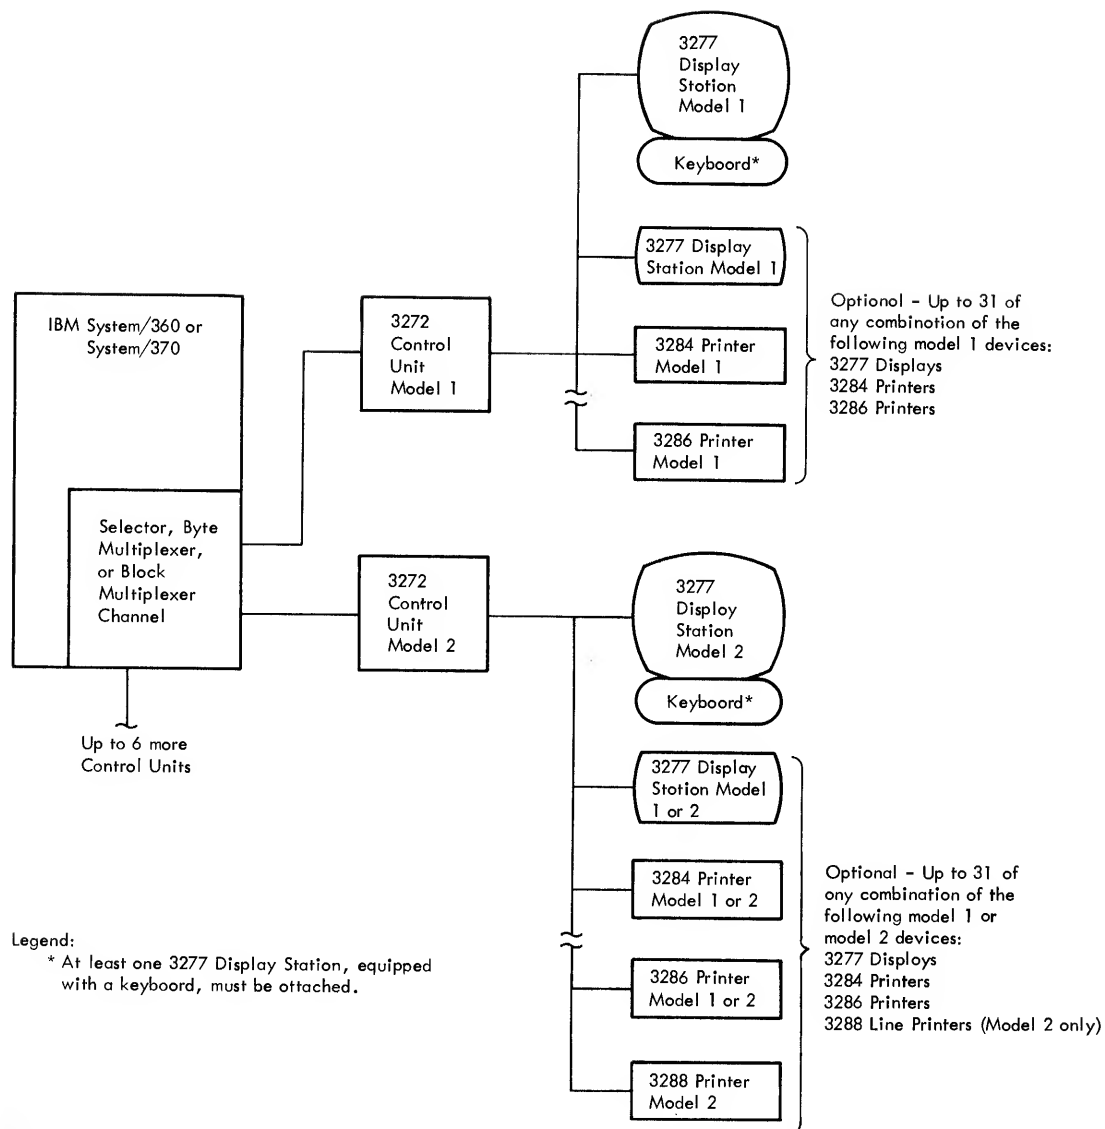 3277
Display
Stotion
Model 1
Keyboord*
3277 Display
Station Model 1
3284 Printer
Model 1
3286 Printer
Model 1
Optionol - Up to 31 of
any combinotion of the
following model 1 devices:
3277 Displays
3284 Printers
3286 Printers
IBM System/360 or
System/370
3272
Control
Unit
Model 1
Selector, Byte
Multiplexer,
or Block
Multiplexer
Channel
3272
Control
Unit
Model 2
Up to 6 more
Control Units
3277
Display
Station
Model 2
Keyboord*
3277 Display
Stotion Model
1 or 2
3284 Printer
Model 1 or 2
3286 Printer
Model 1 or 2
3288 Printer
Model 2
Optional - Up to 31 of
ony combination of the
following model 1 or
model 2 devices:
3277 Displays
3284 Printers
3286 Printers
3288 Line Printers (Model 2 only)
Legend:
* At least one 3277 Display Station, equipped
with a keyboord, must be ottached.